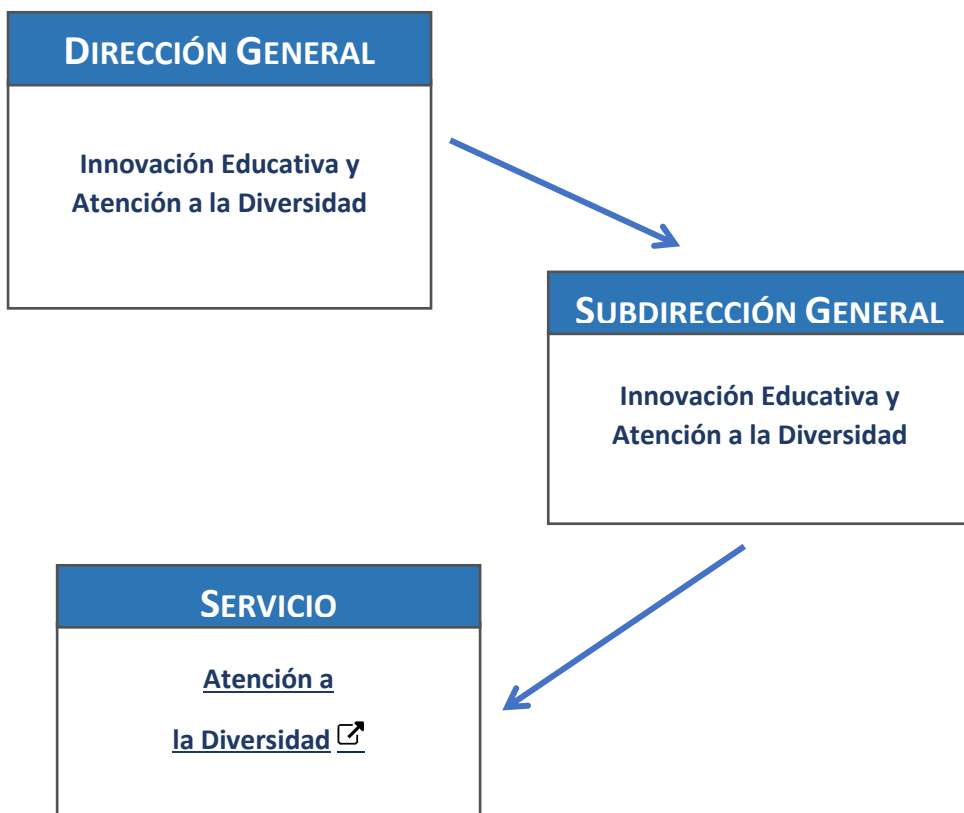 DIRECCIÓN GENERAL
Innovación Educativa y
Atención a la Diversidad
SUBDIRECCIÓN GENERAL
Innovación Educativa y
Atención a la Diversidad
SERVICIO
Atención a
la Diversidad